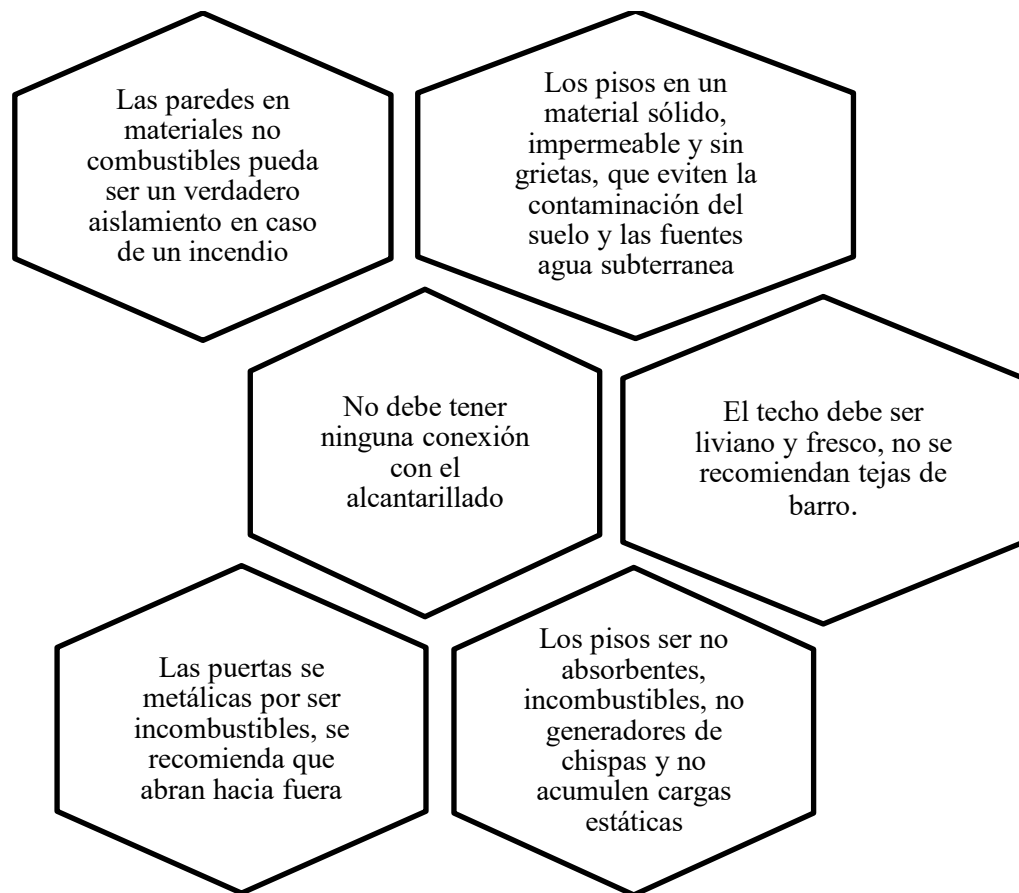 Las paredes en
materiales no
combustibles pueda
ser un verdadero
aislamiento en caso
de un incendio
Los pisos en un
material sólido,
impermeable y sin
grietas, que eviten la
contaminación del
suelo y las fuentes
agua subterranea
No debe tener
ninguna conexión
con el
alcantarillado
El techo debe ser
liviano y fresco, no se
recomiendan tejas de
barro.
Las puertas se
metálicas por ser
incombustibles, se
recomienda que
abran hacia fuera
Los pisos ser no
absorbentes,
incombustibles, no
generadores de
chispas y no
acumulen cargas
estáticas